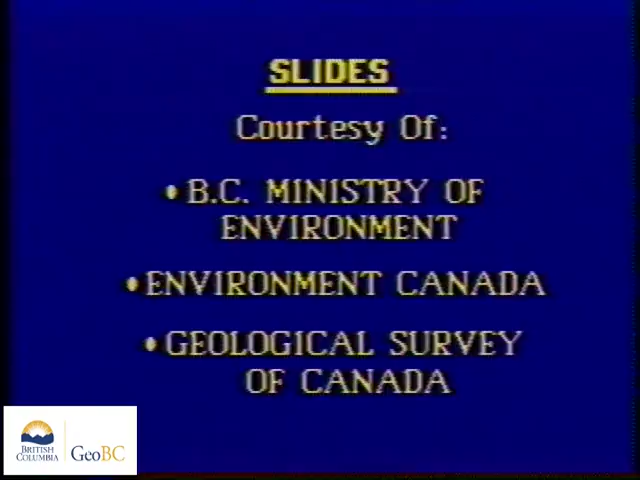 SLIDES
Courtesy Of:
• B.C. MINISTRY OF
ENVIRONMENT
• ENVIRONMENT CANADA
• GEOLOGICAL SURVEY
OF CANADA
BRITISH
COLUMBIA
GeoBC